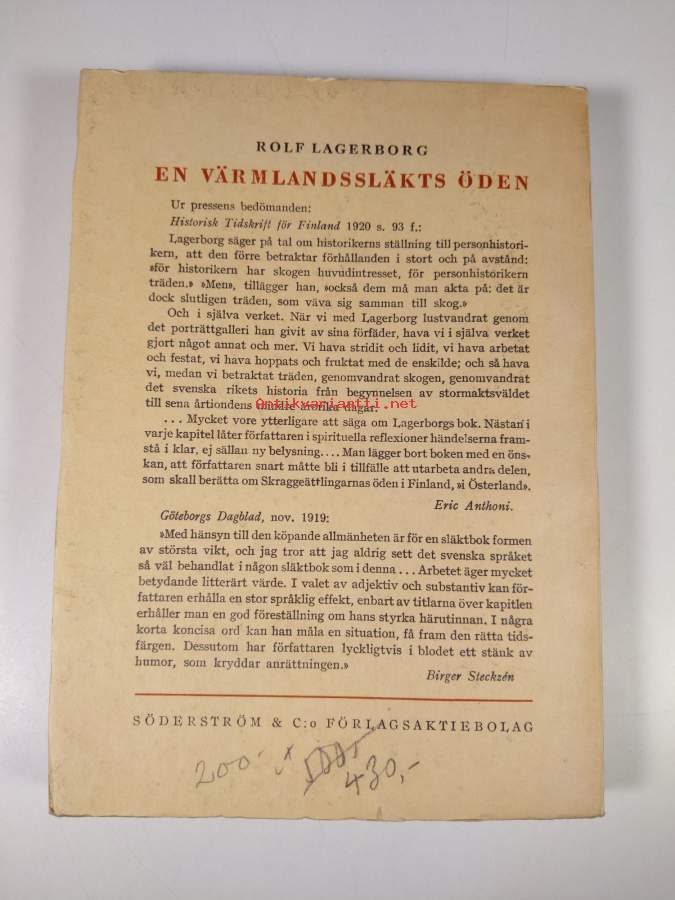 ROLF LAGERBORG
EN VÄRMLANDSSLÄKTS ÖDEN
Ur pressens bedömanden:
Historisk Tidskrift för Finland 1920 s. 93 f.:
Lagerborg säger på tal om historikerns ställning till personhistori-
kern, att den förre betraktar förhållanden i stort och på avstånd:
»för historikern har skogen huvudintresset, för personhistorikern
träden.» »Men», tillägger han, »också dem må man akta på: det är
dock slutligen träden, som väva sig samman till skog.»
Och i själva verket. När vi med Lagerborg lustvandrat genom
det porträttgalleri han givit av sina förfäder, hava vi i själva verket
gjort något annat och mer. Vi hava stridit och lidit, vi hava arbetat
och festat, vi hava hoppats och fruktat med de enskilde; och så hava
vi, medan vi betraktat träden, genomvandrat skogen, genomvandrat
det svenska rikets historia från begynnelsen av stormaktsväldet
till sena årtiondens mindre ärorika dagar.
Antikvariantti.net
... Mycket vore ytterligare att säga om Lagerborgs bok. Nästan i
varje kapitel låter författaren i spirituella reflexioner händelserna fram-
stå i klar, ej sällan ny belysning.... Man lägger bort boken med en öns-
kan, att författaren snart måtte bli i tillfälle att utarbeta andra delen,
som skall berätta om Skraggeättlingarnas öden i Finland, »i Österland».
Eric Anthoni.
Göteborgs Dagblad, nov. 1919:
»Med hänsyn till den köpande allmänheten är för en släktbok formen
av största vikt, och jag tror att jag aldrig sett det svenska språket
så väl behandlat i någon släktbok som i denna ... Arbetet äger mycket
betydande litterärt värde. I valet av adjektiv och substantiv kan för-
fattaren erhålla en stor språklig effekt, enbart av titlarna över kapitlen
erhåller man en god föreställning om hans styrka härutinnan. I några
korta koncisa ord kan han måla en situation, få fram den rätta tids-
färgen. Dessutom har författaren lyckligtvis i blodet ett stänk av
humor, som kryddar anrättningen.»
Birger Steckzén
SÖDERSTRÖM & C:o FÖRLAGSAKTIEBOLAG
200-
430,-